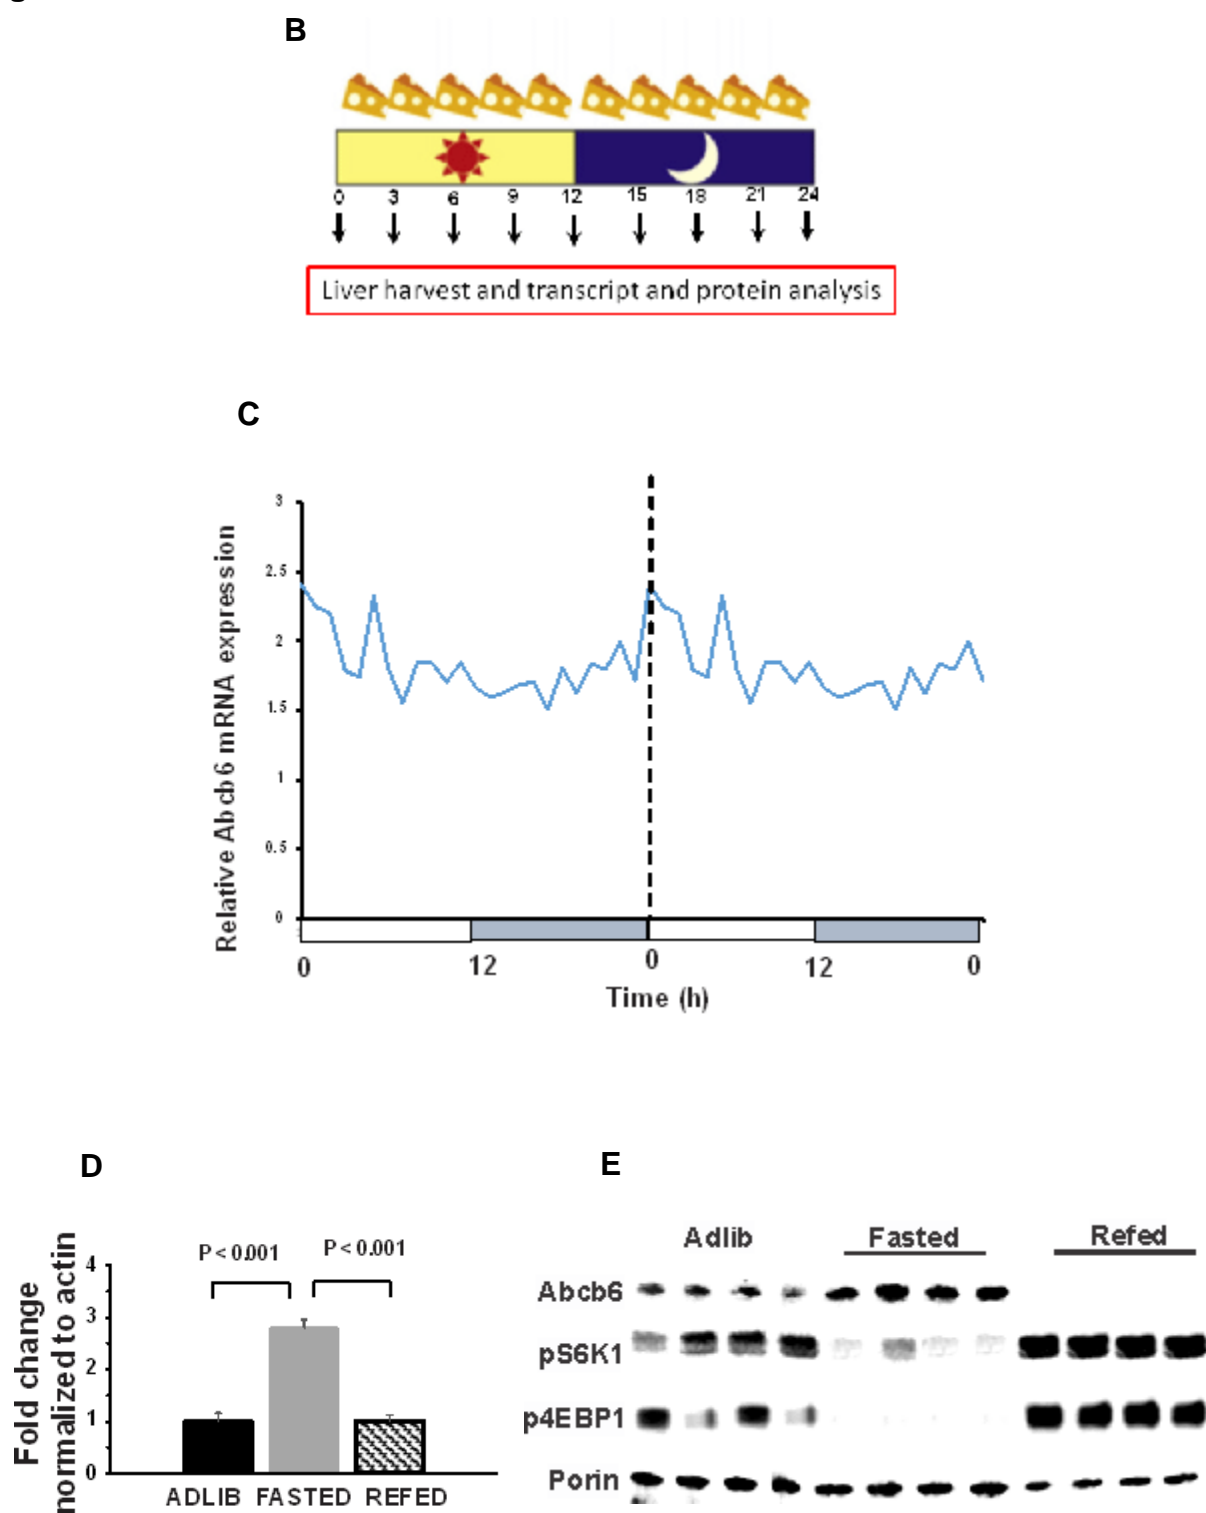 B
0 3 6 9 12 15 18 21 24
Liver harvest and transcript and protein analysis
C
Relative Abcb6 mRNA expression
3
2.5
2
1.5
1
0.5
0
0 12 0 12 0
Time (h)
D
Fold change
normalized to actin
P < 0.001 P < 0.001
4
3
2
1
0
ADLIB FASTED REFED
E
Adlib Fasted Refed
Abcb6
pS6K1
p4EBP1
Porin